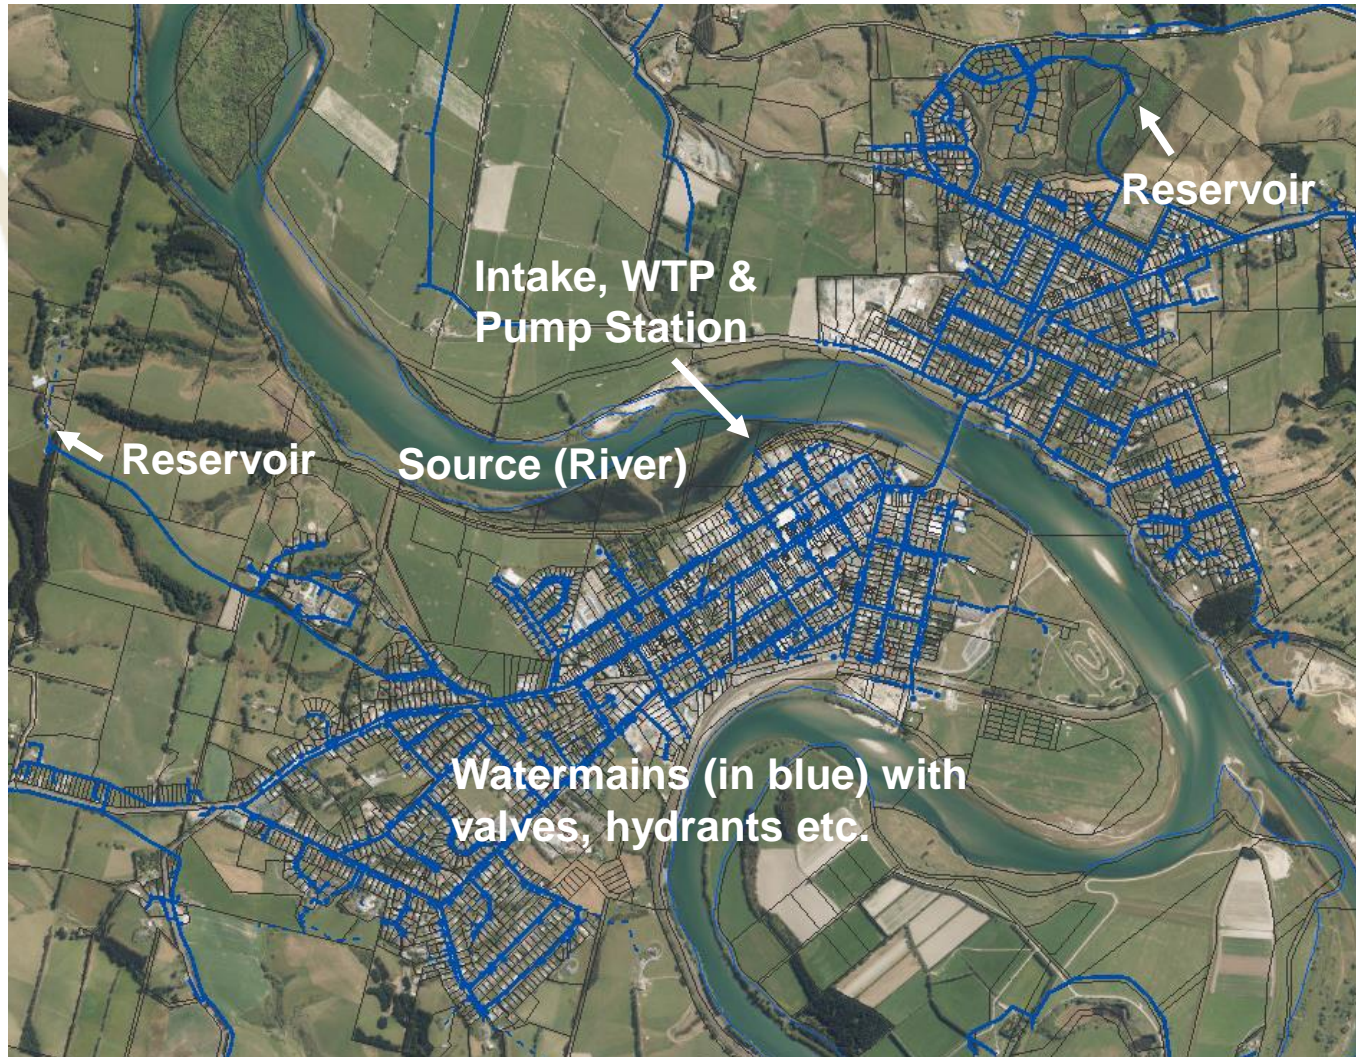 Reservoir
Intake, WTP &
Pump Station
Reservoir
Source (River)
Watermains (in blue) with
valves, hydrants etc.